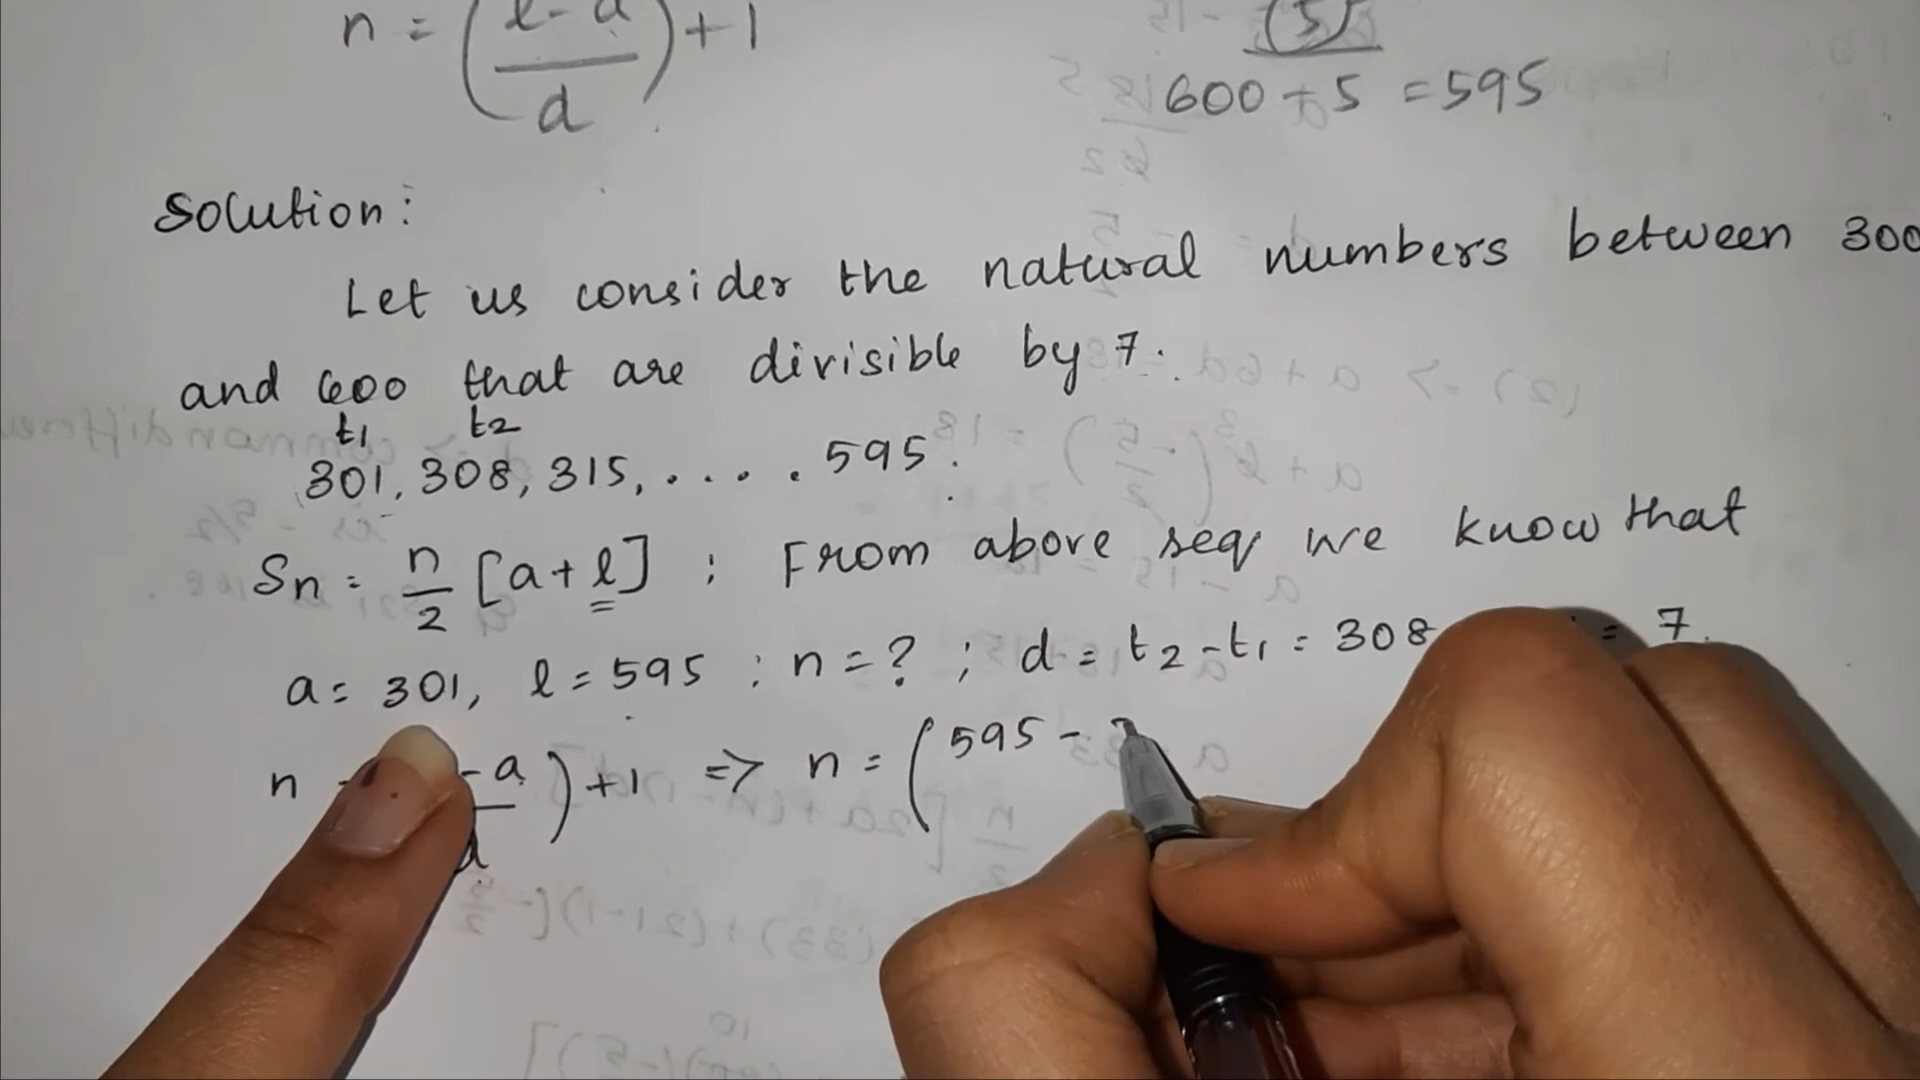 n = (l - a / d) + 1
(5)
600 - 5 = 595
Solution:
Let us consider the natural numbers between 300
and 600 that are divisible by 7.
t1 t2
301, 308, 315, . . . . 595.
Sn = n/2 [a + l] ; From above seq we know that
a = 301, l = 595 ; n = ? ; d = t2 - t1 = 308 = 7.
n - a / d ) + 1 => n = ( 595 -